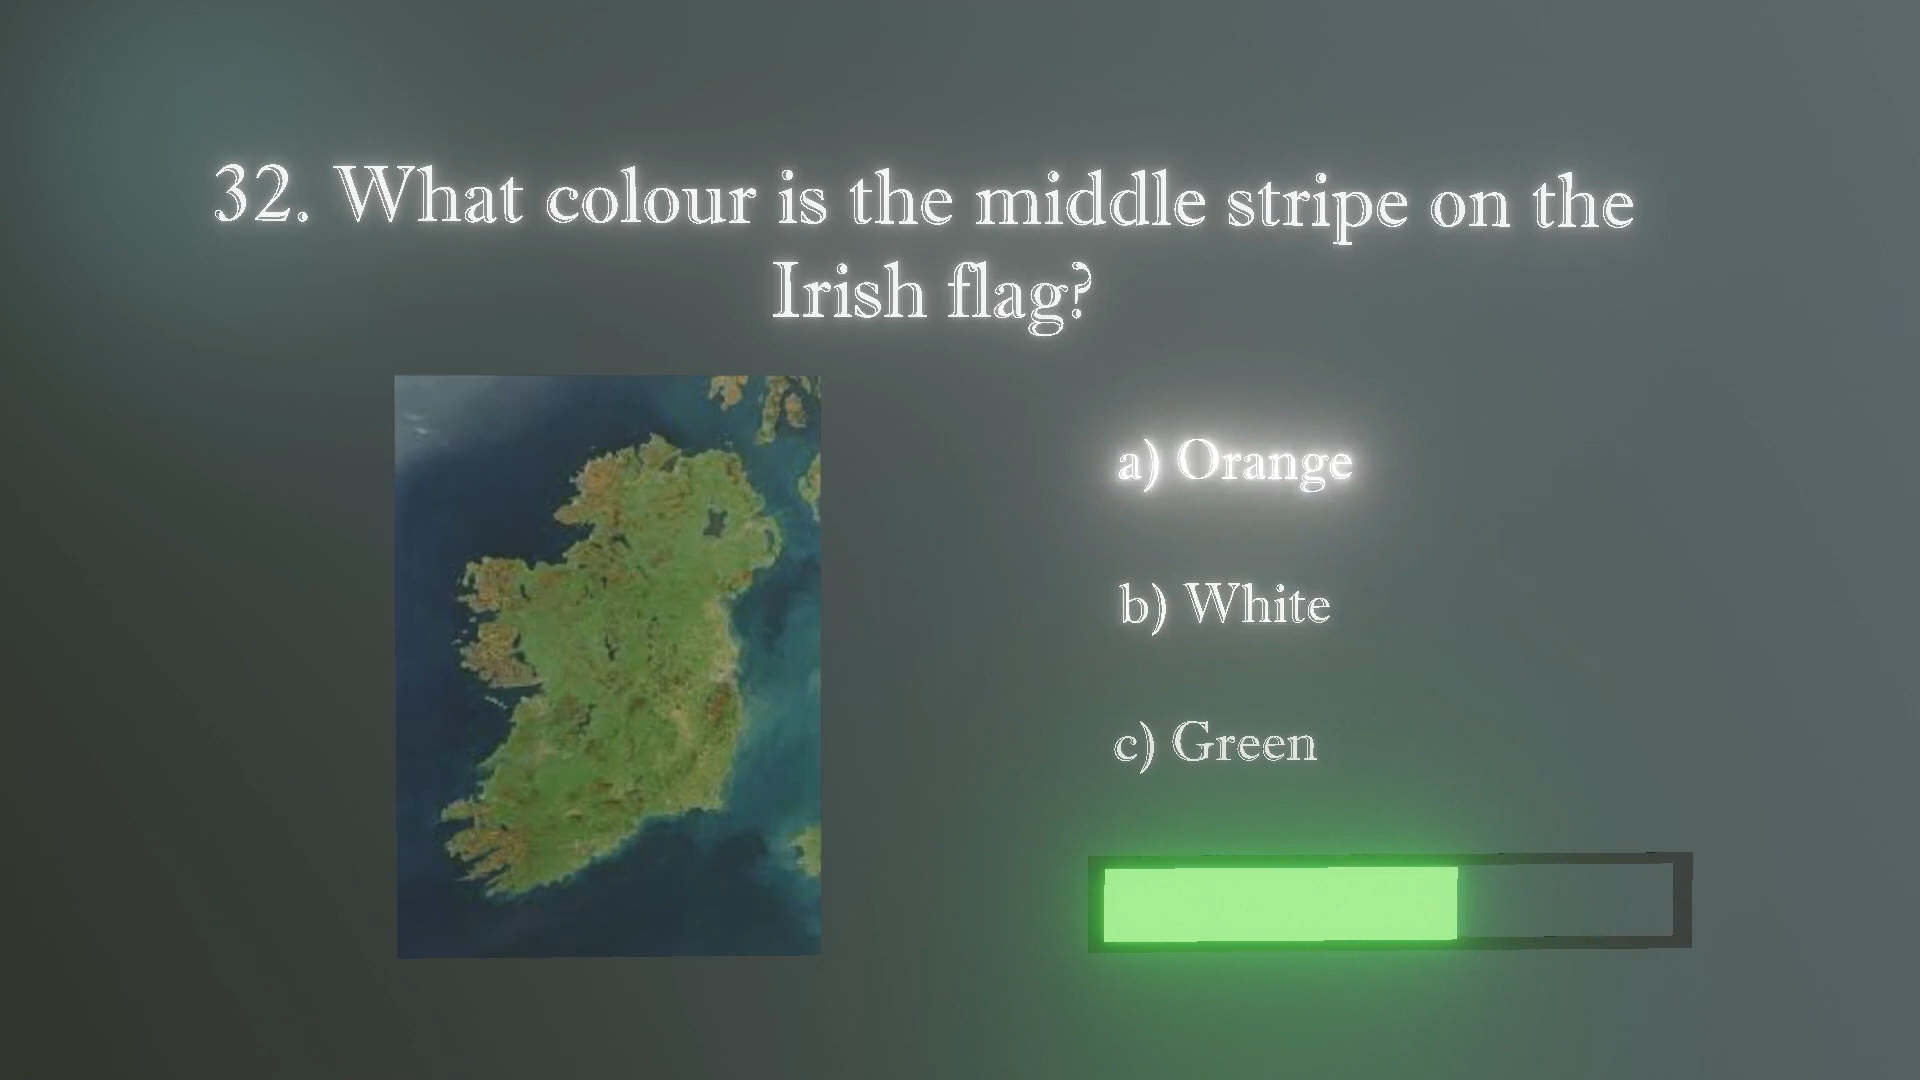 32. What colour is the middle stripe on the
Irish flag?
a) Orange
b) White
c) Green